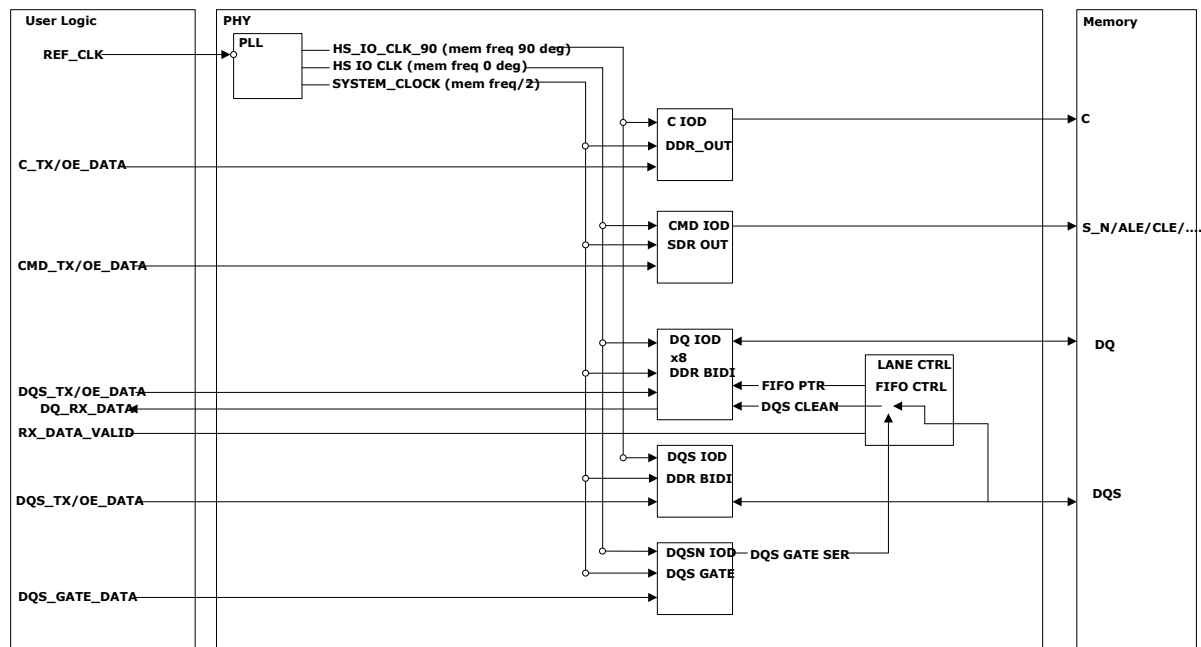 User Logic
PHY
Memory
REF_CLK
PLL
HS_IO_CLK_90 (mem freq 90 deg)
HS IO CLK (mem freq 0 deg)
SYSTEM_CLOCK (mem freq/2)
C IOD
DDR_OUT
C
C_TX/OE_DATA
CMD IOD
SDR OUT
S_N/ALE/CLE/....
CMD_TX/OE_DATA
DQ IOD
x8
DDR BIDI
DQ
LANE CTRL
FIFO CTRL
FIFO PTR
DQS CLEAN
DQS_TX/OE_DATA
DQ_RX_DATA
RX_DATA_VALID
DQS IOD
DDR BIDI
DQS_TX/OE_DATA
DQS
DQSN IOD
DQS GATE
DQS GATE SER
DQS_GATE_DATA